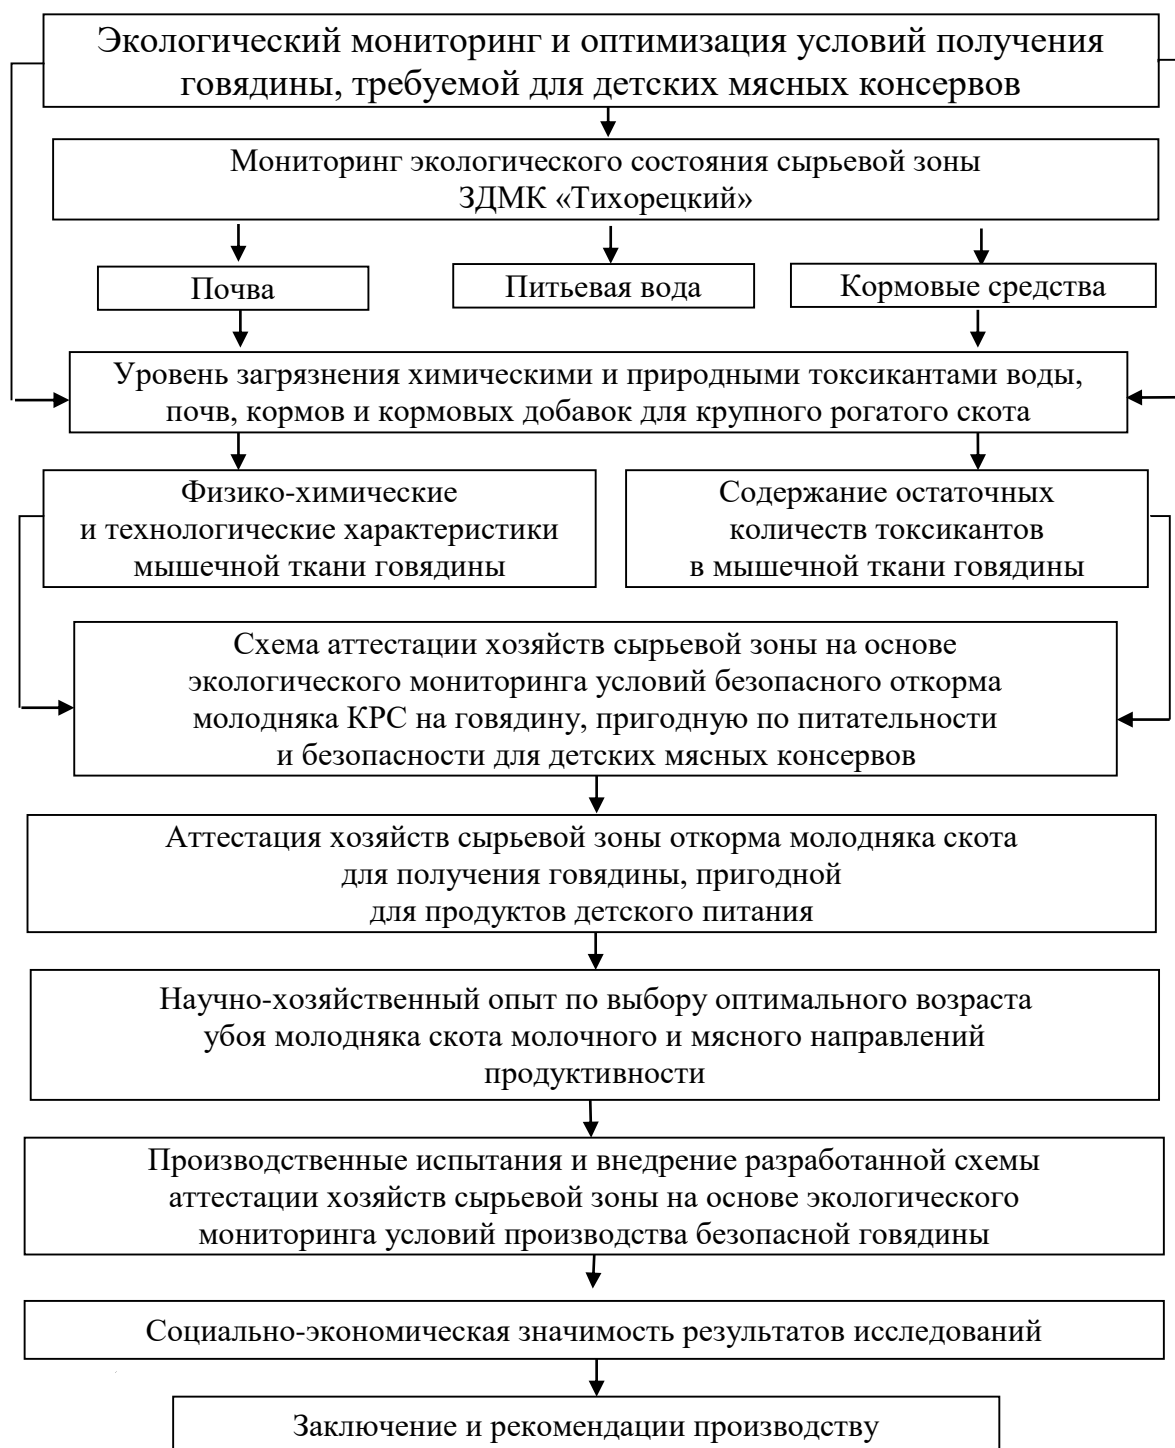 Экологический мониторинг и оптимизация условий получения
говядины, требуемой для детских мясных консервов
Мониторинг экологического состояния сырьевой зоны
ЗДМК «Тихорецкий»
Почва
Питьевая вода
Кормовые средства
Уровень загрязнения химическими и природными токсикантами воды,
почв, кормов и кормовых добавок для крупного рогатого скота
Физико-химические
и технологические характеристики
мышечной ткани говядины
Содержание остаточных
количеств токсикантов
в мышечной ткани говядины
Схема аттестации хозяйств сырьевой зоны на основе
экологического мониторинга условий безопасного откорма
молодняка КРС на говядину, пригодную по питательности
и безопасности для детских мясных консервов
Аттестация хозяйств сырьевой зоны откорма молодняка скота
для получения говядины, пригодной
для продуктов детского питания
Научно-хозяйственный опыт по выбору оптимального возраста
убоя молодняка скота молочного и мясного направлений
продуктивности
Производственные испытания и внедрение разработанной схемы
аттестации хозяйств сырьевой зоны на основе экологического
мониторинга условий производства безопасной говядины
Социально-экономическая значимость результатов исследований
Заключение и рекомендации производству